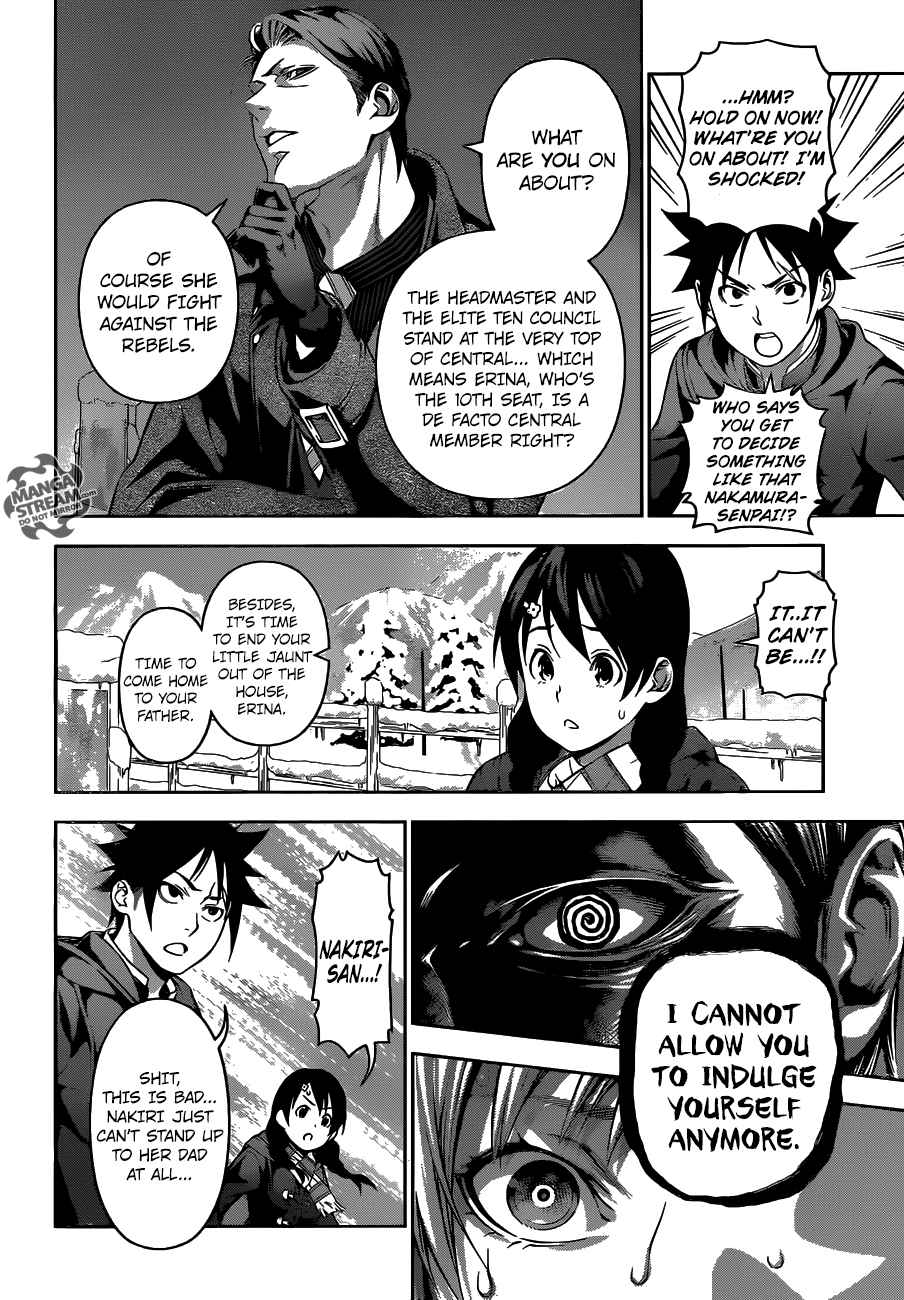 ...HMM?
HOLD ON NOW!
WHAT'RE YOU
ON ABOUT! I'M
SHOCKED!
WHO SAYS
YOU GET
TO DECIDE
SOMETHING
LIKE THAT
NAKAMURA-
SENPAI!?
WHAT
ARE YOU ON
ABOUT?
THE HEADMASTER AND
THE ELITE TEN COUNCIL
STAND AT THE VERY TOP
OF CENTRAL... WHICH
MEANS ERINA, WHO'S
THE 10TH SEAT, IS A
DE FACTO CENTRAL
MEMBER RIGHT?
OF
COURSE SHE
WOULD FIGHT
AGAINST THE
REBELS.
MANGA
STREAM.com
DO NOT MIRROR
IT..IT
CAN'T
BE...!!
BESIDES,
IT'S TIME
TO END YOUR
LITTLE JAUNT
OUT OF THE
HOUSE,
ERINA.
TIME TO
COME HOME
TO YOUR
FATHER.
I CANNOT
ALLOW YOU
TO INDULGE
YOURSELF
ANYMORE.
NAKIRI-
SAN...!
SHIT,
THIS IS BAD...
NAKIRI JUST
CAN'T STAND UP
TO HER DAD
AT ALL...